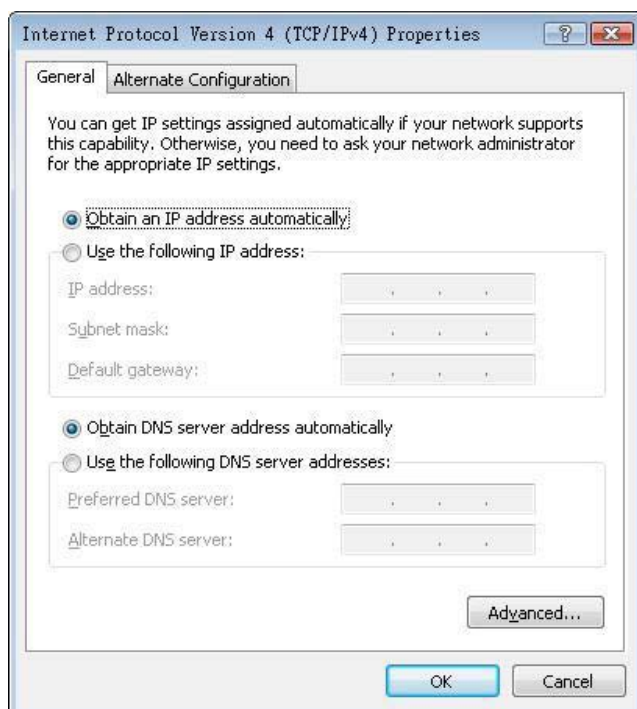 Internet Protocol Version 4 (TCP/IPv4) Properties
General
Alternate Configuration
You can get IP settings assigned automatically if your network supports
this capability. Otherwise, you need to ask your network administrator
for the appropriate IP settings.
Obtain an IP address automatically
Use the following IP address:
IP address:
Subnet mask:
Default gateway:
Obtain DNS server address automatically
Use the following DNS server addresses:
Preferred DNS server:
Alternate DNS server:
Advanced...
OK
Cancel